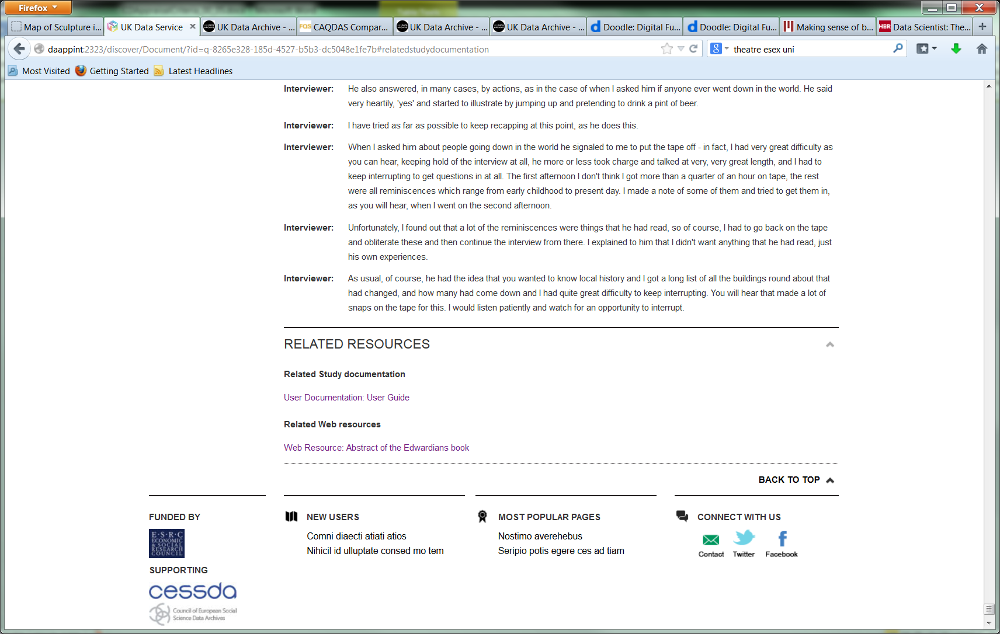 Firefox
Map of Sculpture i...
UK Data Service
UK Data Archive - ...
CAQDAS Compar...
UK Data Archive - ...
UK Data Archive - ...
Doodle: Digital Fu...
Doodle: Digital Fu...
Making sense of b...
Data Scientist: The...
daappint:2323/discover/Document/?id=q-8265e328-185d-4527-b5b3-dc5048e1fe7b#relatedstudydocumentation
theatre esex uni
Most Visited
Getting Started
Latest Headlines
Interviewer: He also answered, in many cases, by actions, as in the case of when I asked him if anyone ever went down in the world. He said
very heartily, 'yes' and started to illustrate by jumping up and pretending to drink a pint of beer.
Interviewer: I have tried as far as possible to keep recapping at this point, as he does this.
Interviewer: When I asked him about people going down in the world he signaled to me to put the tape off - in fact, I had very great difficulty as
you can hear, keeping hold of the interview at all, he more or less took charge and talked at very, very great length, and I had to
keep interrupting to get questions in at all. The first afternoon I don't think I got more than a quarter of an hour on tape, the rest
were all reminiscences which range from early childhood to present day. I made a note of some of them and tried to get them in,
as you will hear, when I went on the second afternoon.
Interviewer: Unfortunately, I found out that a lot of the reminiscences were things that he had read, so of course, I had to go back on the tape
and obliterate these and then continue the interview from there. I explained to him that I didn't want anything that he had read, just
his own experiences.
Interviewer: As usual, of course, he had the idea that you wanted to know local history and I got a long list of all the buildings round about that
had changed, and how many had come down and I had quite great difficulty to keep interrupting. You will hear that made a lot of
snaps on the tape for this. I would listen patiently and watch for an opportunity to interrupt.
RELATED RESOURCES
Related Study documentation
User Documentation: User Guide
Related Web resources
Web Resource: Abstract of the Edwardians book
BACK TO TOP
FUNDED BY
E·S·R·C
ECONOMIC
& SOCIAL
RESEARCH
COUNCIL
SUPPORTING
cessda
Council of European Social
Science Data Archives
NEW USERS
Comni diaecti atiati atios
Nihicil id ulluptate consed mo tem
MOST POPULAR PAGES
Nostimo averehebus
Seripio potis egere ces ad tiam
CONNECT WITH US
Contact
Twitter
Facebook